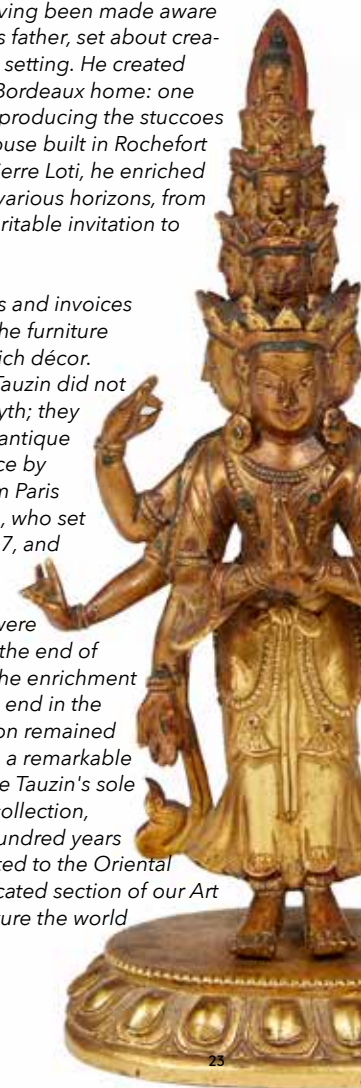 ving been made aware
s father, set about crea-
setting. He created
Bordeaux home: one
producing the stuccoes
ouse built in Rochefort
ierre Loti, he enriched
various horizons, from
ritable invitation to
s and invoices
he furniture
ich décor.
Tauzin did not
yth; they
antique
ce by
m Paris
, who set
7, and
were
the end of
he enrichment
end in the
on remained
a remarkable
e Tauzin's sole
collection,
undred years
ted to the Oriental
cated section of our Art
ture the world
23